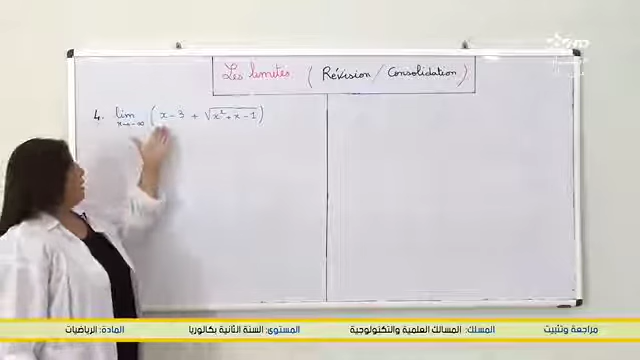 Les limites. ( Révision / Consolidation )
4. lim x→-∞ ( x - 3 + √(x² + x - 1) )
مراجعة وتثبيت المسلك: المسالك العلمية والتكنولوجية المستوى: السنة الثانية بكالوريا المادة: الرياضيات